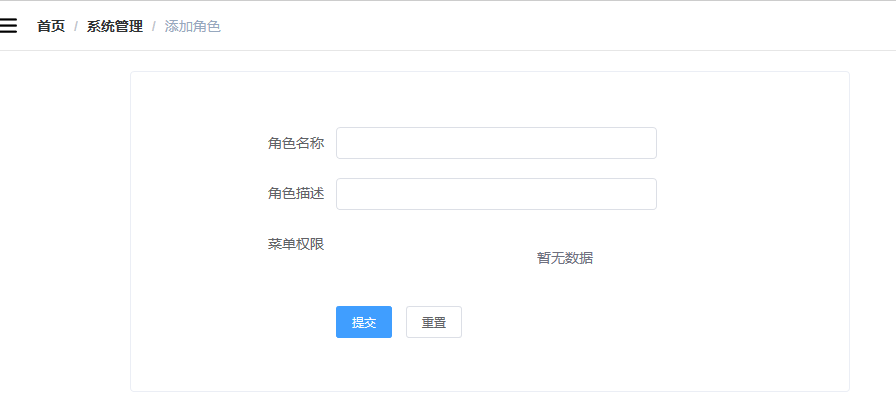 首页 / 系统管理 / 添加角色
角色名称
角色描述
菜单权限
暂无数据
提交 重置